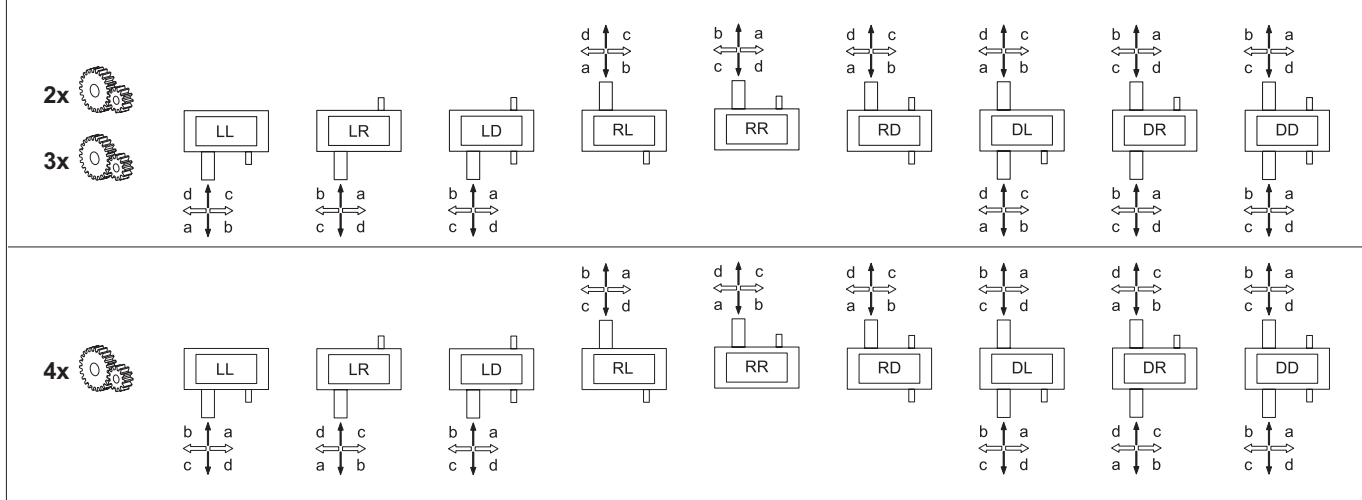 d c b a d c d c b a b a
a b c d a b a b c d c d
2x
LL LR LD RL RR RD DL DR DD
3x
d c b a b a d c b a b a
a b c d c d a b c d c d
b a d c d c b a d c b a
c d a b a b c d a b c d
4x
LL LR LD RL RR RD DL DR DD
b a d c b a b a d c b a
c d a b c d c d a b c d